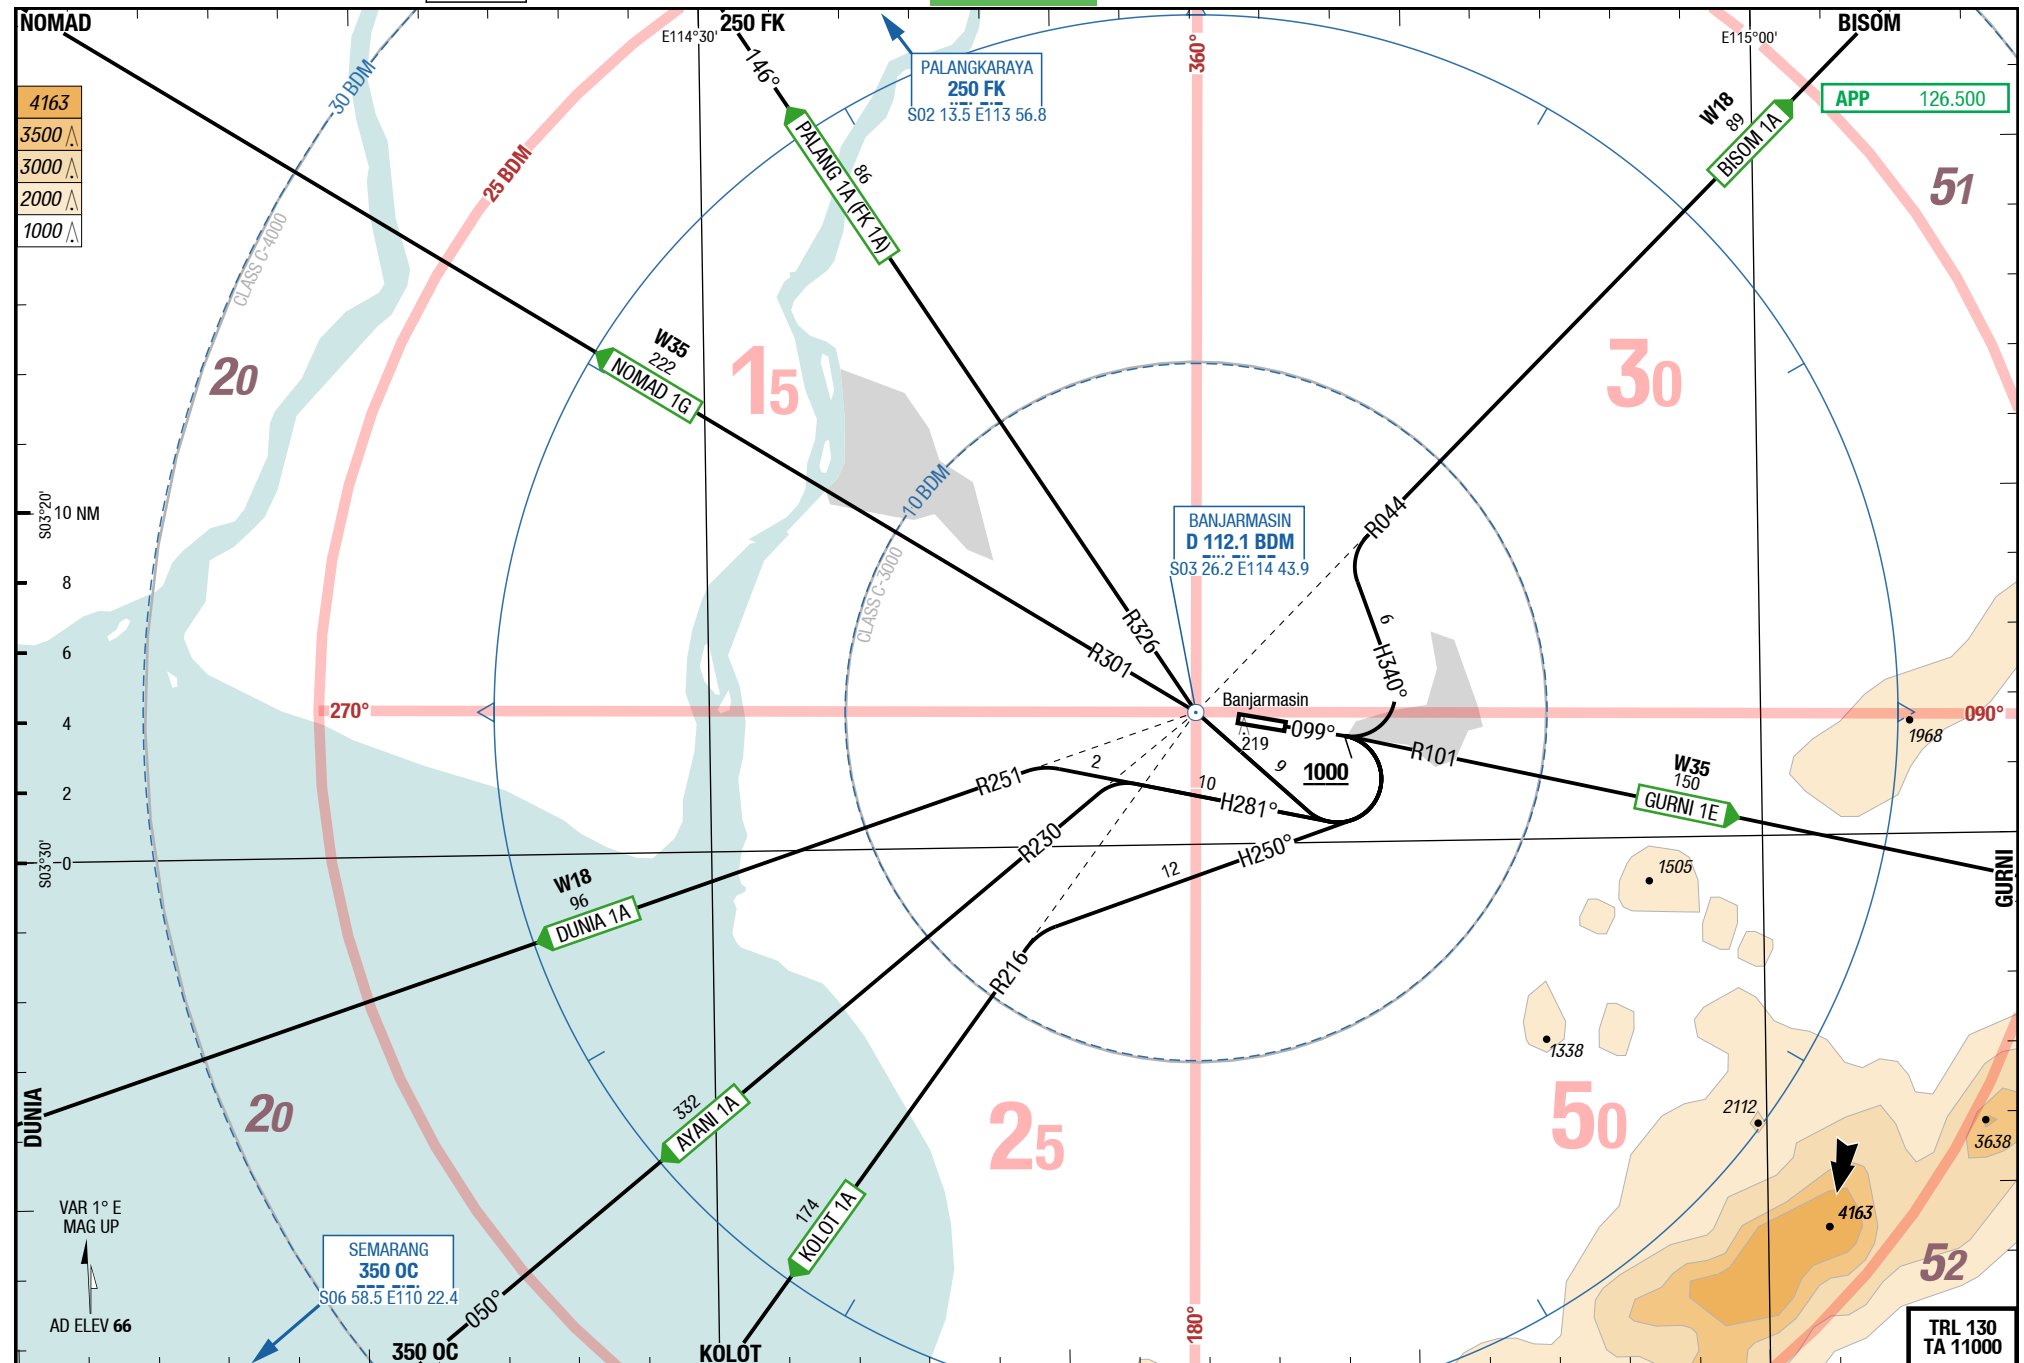 NOMAD
250 FK
E114°30'
146°
PALANGKARAYA
250 FK
S02 13.5 E113 56.8
360°
E115°00'
BISOM
APP 126.500
4163
3500
3000
2000
1000
30 BDM
25 BDM
CLASS C-4000
PALANG 1A (FK 1A)
86
W18
89
BISOM 1A
51
20
W35
222
NOMAD 1G
15
30
10 BDM
CLASS C-3000
S03°20'
10 NM
8
6
4
2
0
S03°30'
BANJARMASIN
D 112.1 BDM
S03 26.2 E114 43.9
R044
R326
R301
6
H340°
270°
Banjarmasin
219
099°
1000
R101
090°
1968
W35
150
GURNI 1E
GURNI
R251
2
10
H281°
9
R230
H250°
12
R216
W18
96
DUNIA 1A
DUNIA
1505
1338
2112
3638
4163
20
25
50
52
332
AYANI 1A
174
KOLOT 1A
VAR 1° E
MAG UP
AD ELEV 66
SEMARANG
350 OC
S06 58.5 E110 22.4
050°
350 OC
KOLOT
180°
TRL 130
TA 11000